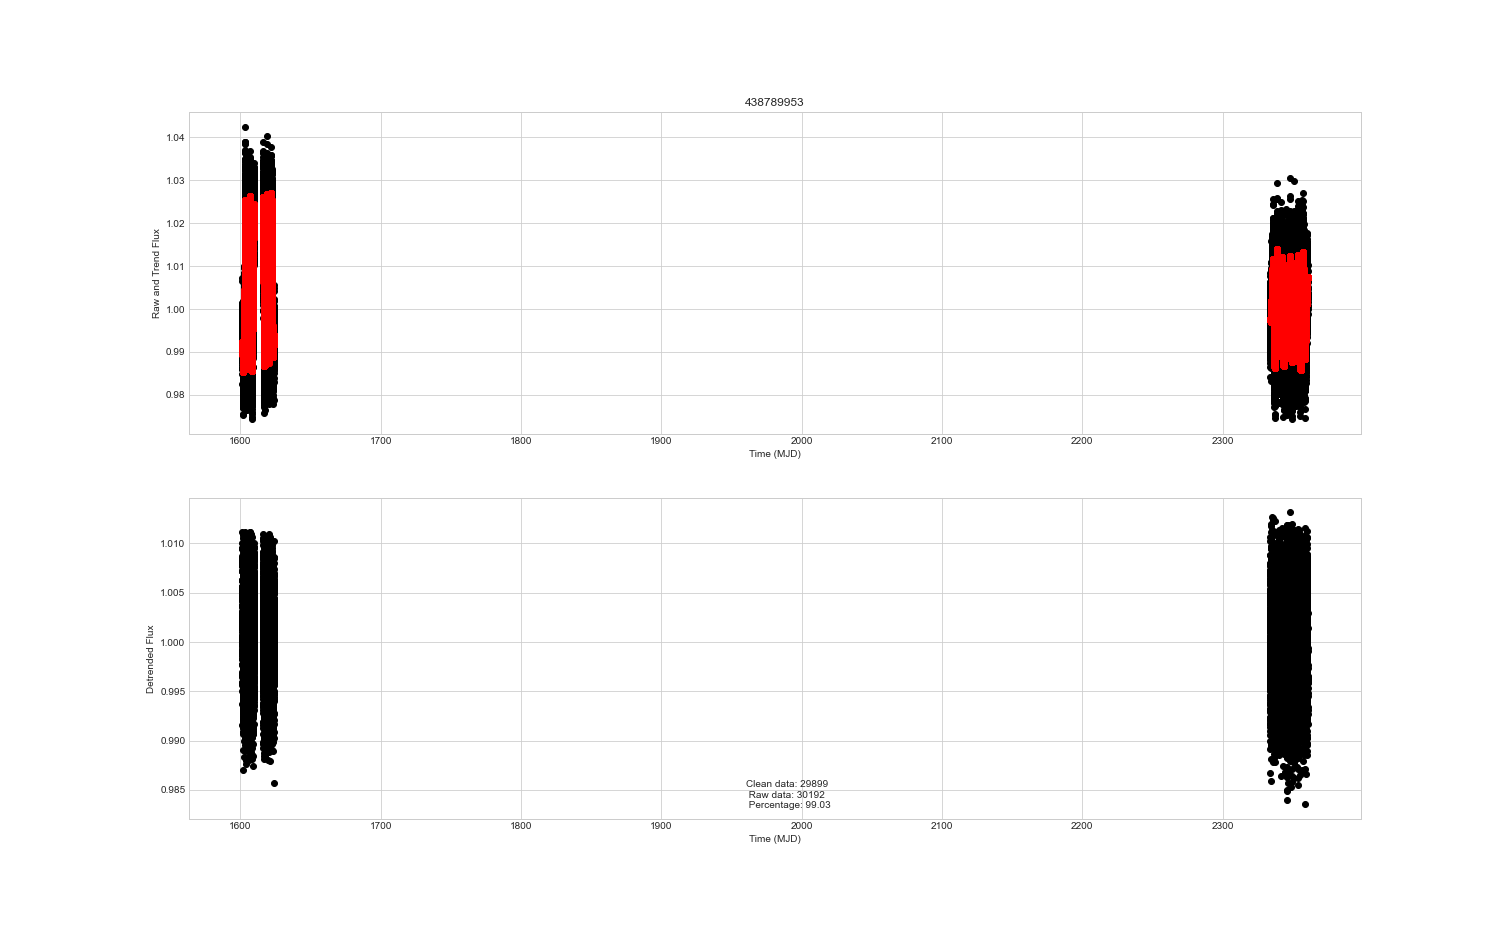 438789953
1.04
1.03
1.02
1.01
1.00
0.99
0.98
Raw and Trend Flux
1600 1700 1800 1900 2000 2100 2200 2300
Time (MJD)
1.010
1.005
1.000
0.995
0.990
0.985
Detrended Flux
Clean data: 29899
Raw data: 30192
Percentage: 99.03
1600 1700 1800 1900 2000 2100 2200 2300
Time (MJD)